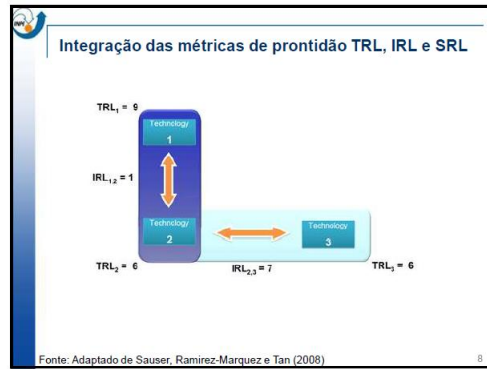 INPE
Integração das métricas de prontidão TRL, IRL e SRL
TRL1 = 9
Technology
1
IRL1,2 = 1
Technology
2
Technology
3
TRL2 = 6
IRL2,3 = 7
TRL3 = 6
Fonte: Adaptado de Sauser, Ramirez-Marquez e Tan (2008)
8